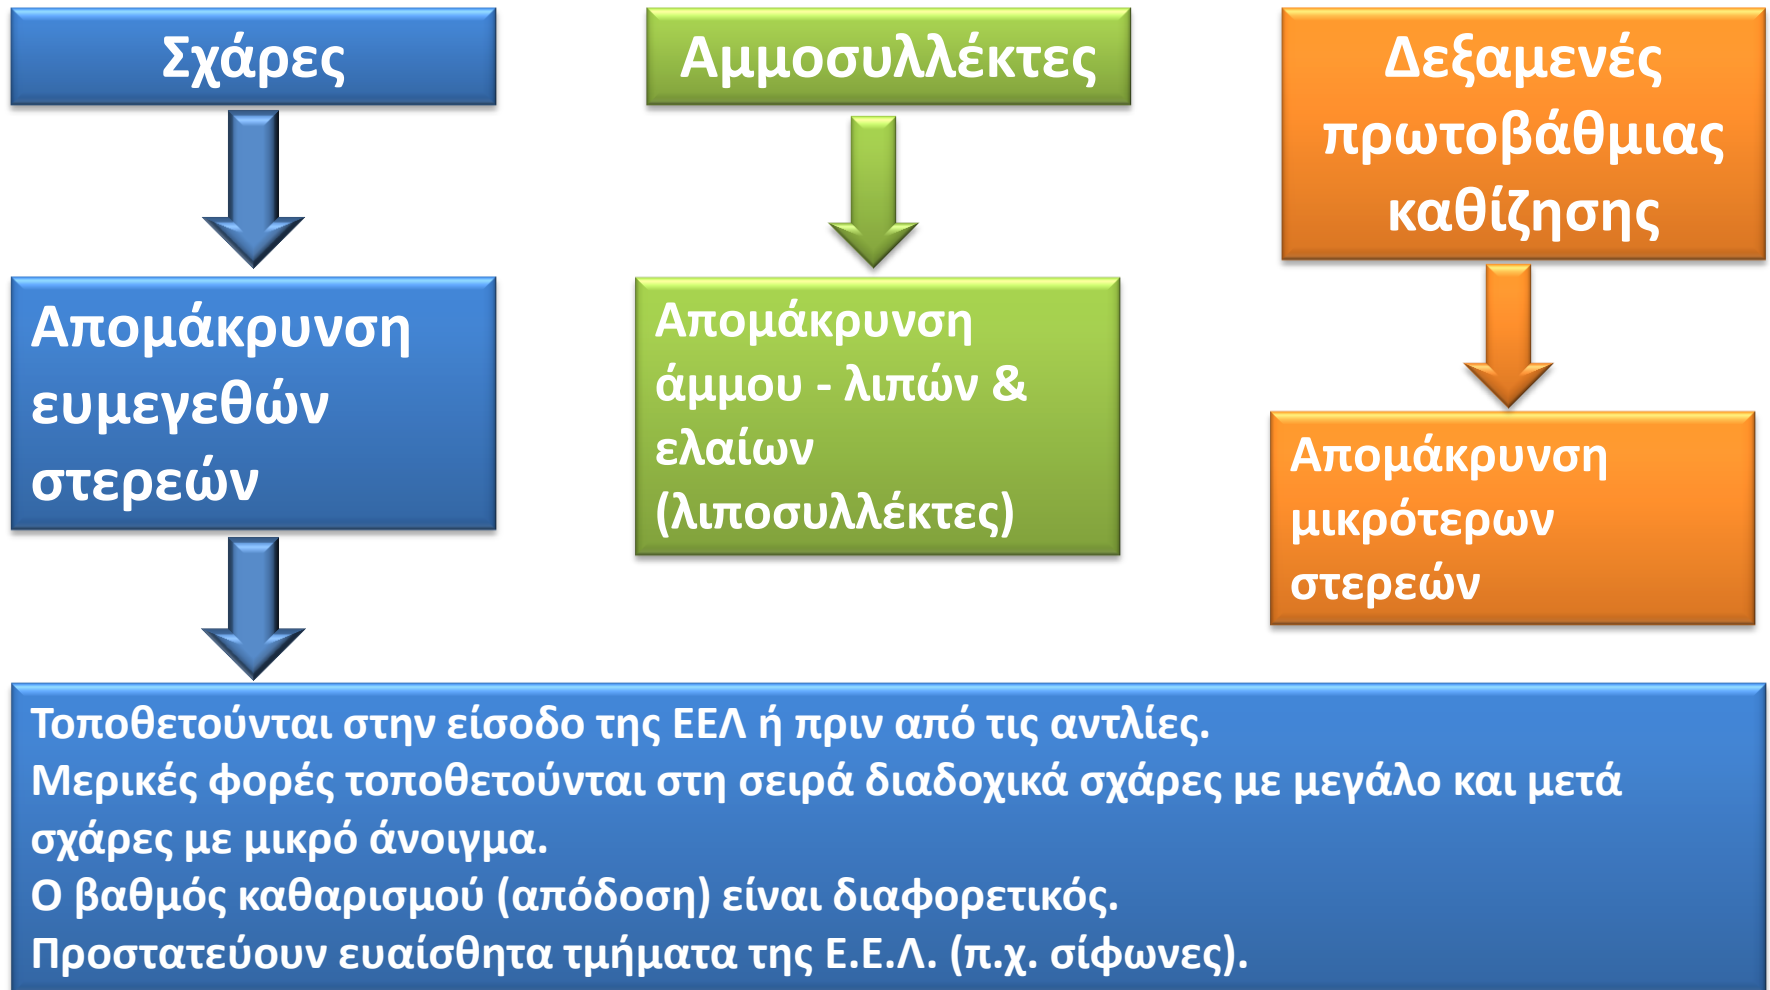 Σχάρες
Αμμοσυλλέκτες
Δεξαμενές
πρωτοβάθμιας
καθίζησης
Απομάκρυνση
ευμεγεθών
στερεών
Απομάκρυνση
άμμου - λιπών &
ελαίων
(λιποσυλλέκτες)
Απομάκρυνση
μικρότερων
στερεών
Τοποθετούνται στην είσοδο της ΕΕΛ ή πριν από τις αντλίες.
Μερικές φορές τοποθετούνται στη σειρά διαδοχικά σχάρες με μεγάλο και μετά
σχάρες με μικρό άνοιγμα.
Ο βαθμός καθαρισμού (απόδοση) είναι διαφορετικός.
Προστατεύουν ευαίσθητα τμήματα της Ε.Ε.Λ. (π.χ. σίφωνες).